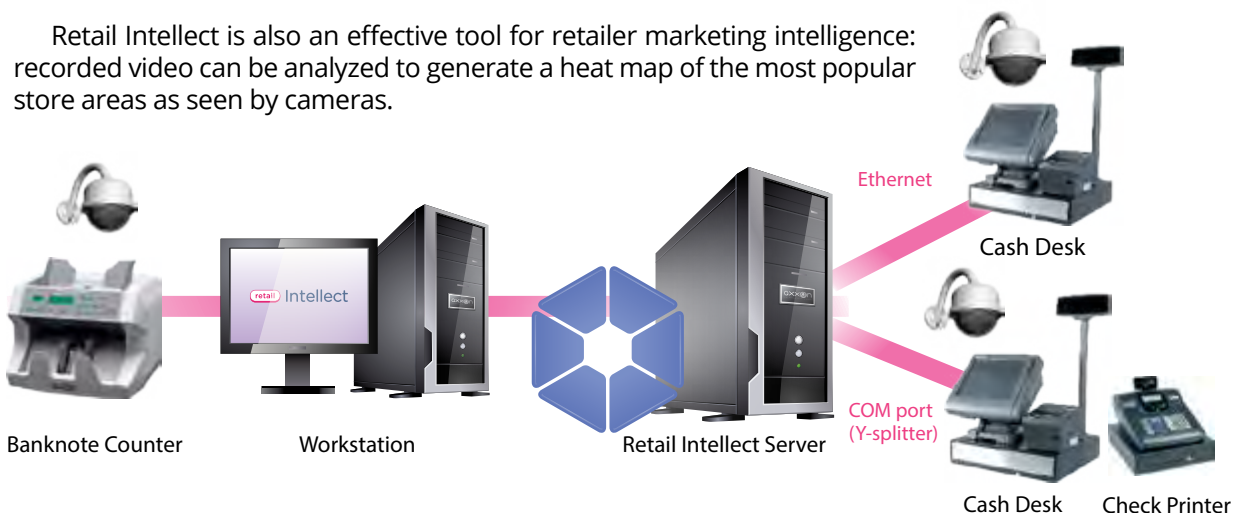 Retail Intellect is also an effective tool for retailer marketing intelligence:
recorded video can be analyzed to generate a heat map of the most popular
store areas as seen by cameras.
Ethernet
Cash Desk
retail Intellect
axxon
axxon
COM port
(Y-splitter)
Banknote Counter
Workstation
Retail Intellect Server
Cash Desk
Check Printer